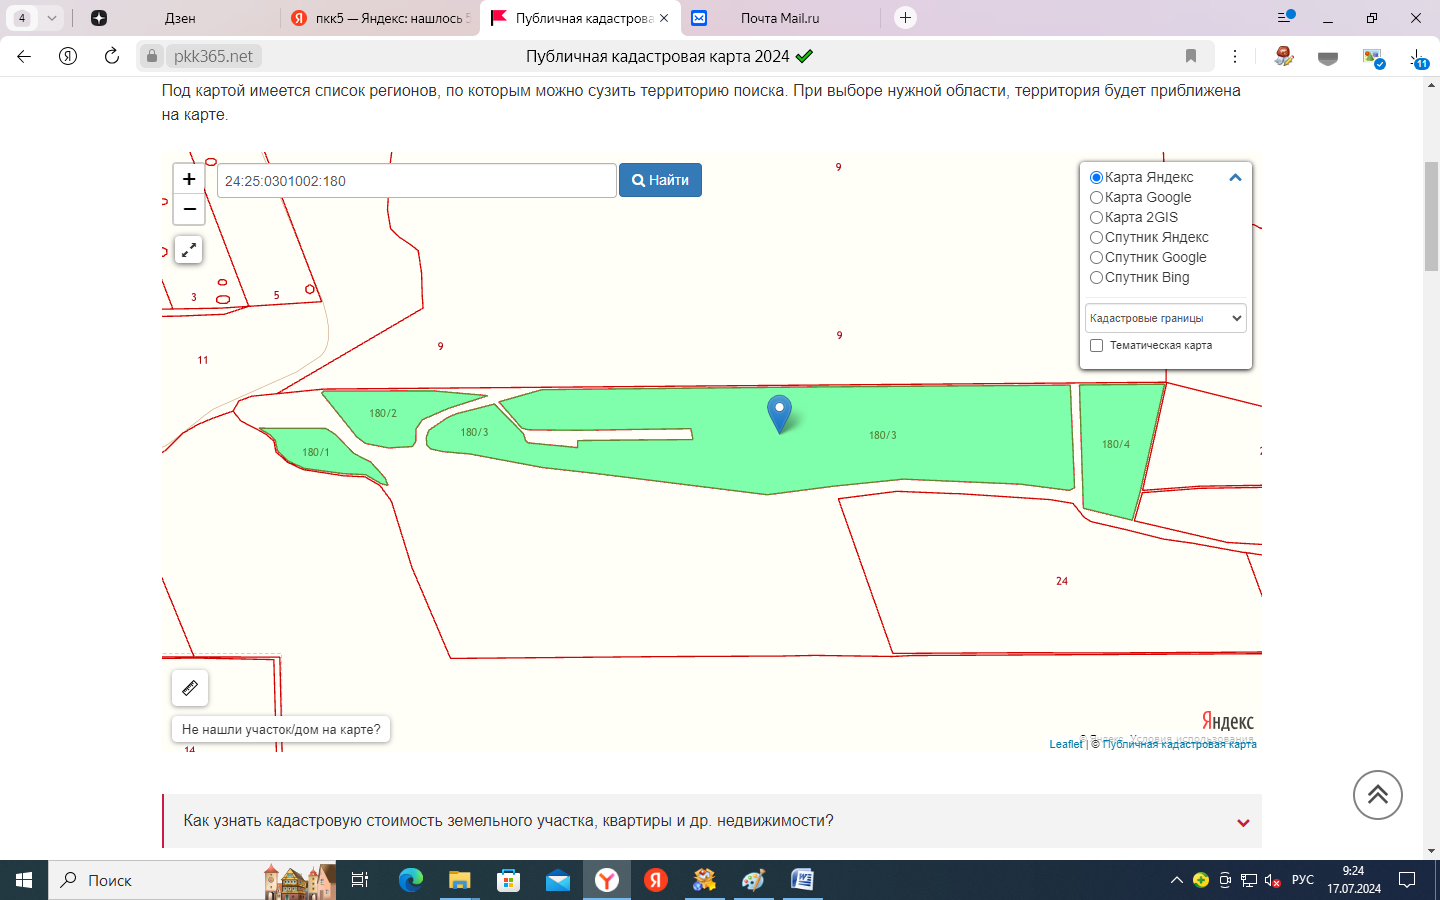 4
Дзен
пкк5 — Яндекс: нашлось 5
Публичная кадастрова
Почта Mail.ru
pkk365.net
Публичная кадастровая карта 2024
11
Под картой имеется список регионов, по которым можно сузить территорию поиска. При выборе нужной области, территория будет приближена
на карте.
+
−
24:25:0301002:180
Найти
Карта Яндекс
Карта Google
Карта 2GIS
Спутник Яндекс
Спутник Google
Спутник Bing
Кадастровые границы
Тематическая карта
9
3
5
11
9
9
180/2
180/3
180/1
180/3
180/4
24
14
Не нашли участок/дом на карте?
Яндекс
© Яндекс Условия использования
Leaflet | © Публичная кадастровая карта
Как узнать кадастровую стоимость земельного участка, квартиры и др. недвижимости?
Поиск
РУС
9:24
17.07.2024